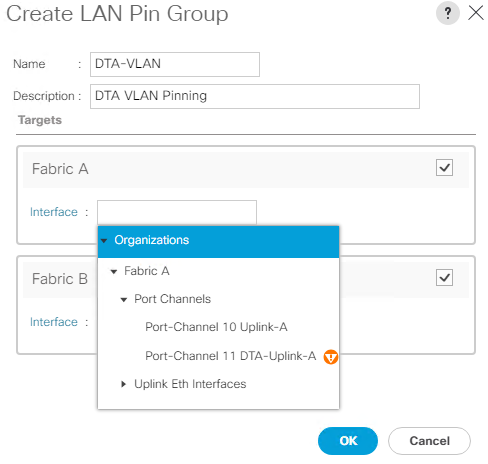 Create LAN Pin Group
?
Name : DTA-VLAN
Description : DTA VLAN Pinning
Targets
Fabric A
Interface :
Organizations
Fabric A
Port Channels
Port-Channel 10 Uplink-A
Port-Channel 11 DTA-Uplink-A
Uplink Eth Interfaces
Fabric B
Interface :
OK
Cancel